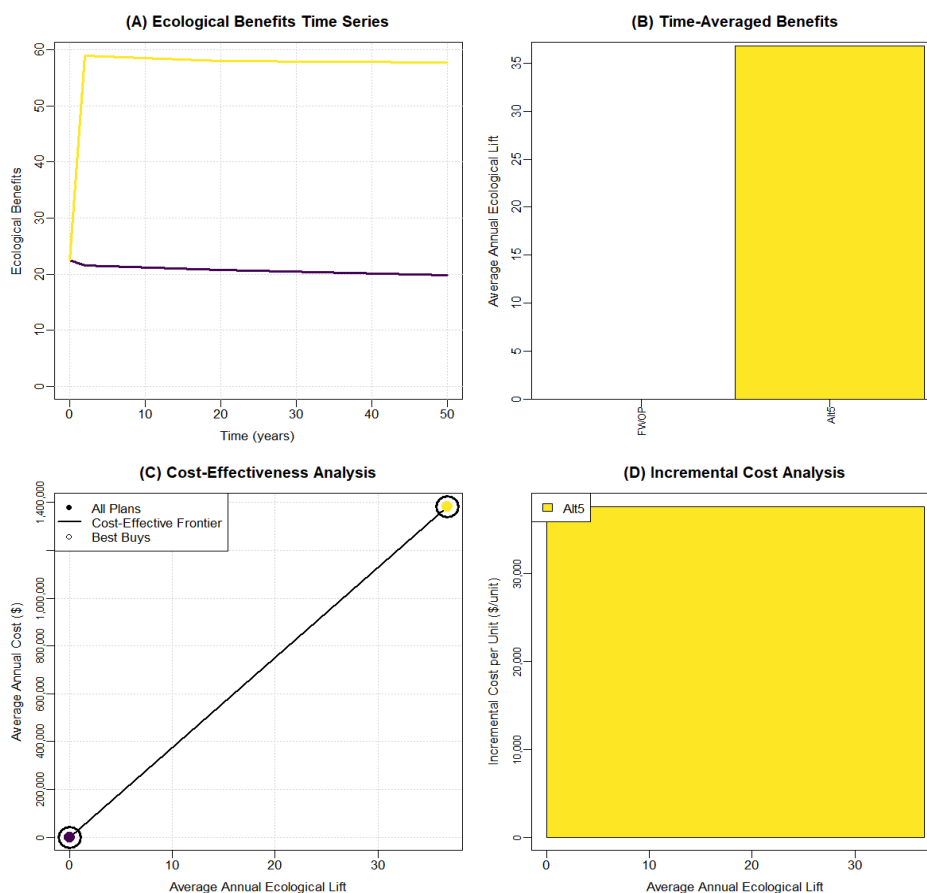 (A) Ecological Benefits Time Series
60
50
40
30
20
10
0
Ecological Benefits
0 10 20 30 40 50
Time (years)
(B) Time-Averaged Benefits
35
30
25
20
15
10
5
0
Average Annual Ecological Lift
FWOP Alt5
(C) Cost-Effectiveness Analysis
All Plans
Cost-Effective Frontier
Best Buys
1,400,000
1,000,000
800,000
600,000
400,000
200,000
0
Average Annual Cost ($)
0 10 20 30
Average Annual Ecological Lift
(D) Incremental Cost Analysis
Alt5
30,000
20,000
10,000
0
Incremental Cost per Unit ($/unit)
0 10 20 30
Average Annual Ecological Lift